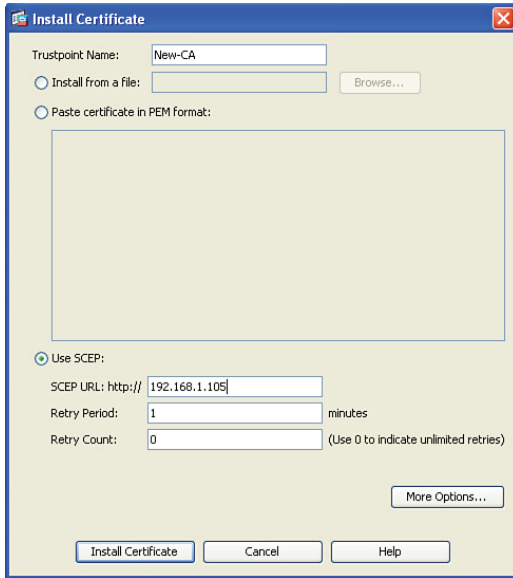 Install Certificate
Trustpoint Name: New-CA
Install from a file: Browse...
Paste certificate in PEM format:
Use SCEP:
SCEP URL: http:// 192.168.1.105
Retry Period: 1 minutes
Retry Count: 0 (Use 0 to indicate unlimited retries)
More Options...
Install Certificate Cancel Help